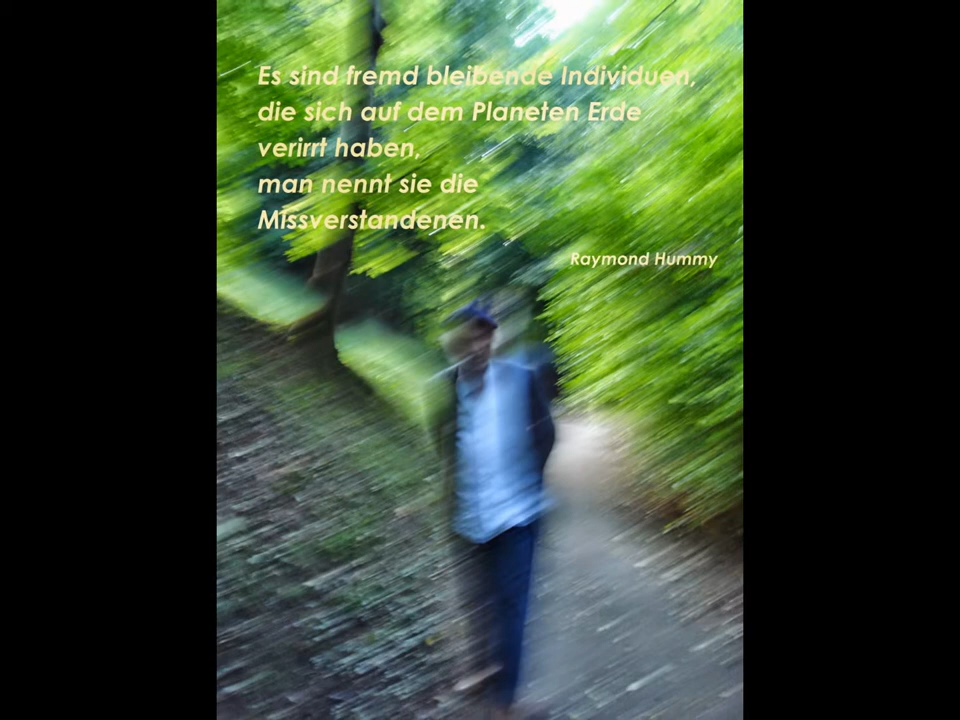 Es sind fremd bleibende Individuen,
die sich auf dem Planeten Erde
verirrt haben,
man nennt sie die
Missverstandenen.
Raymond Hummy